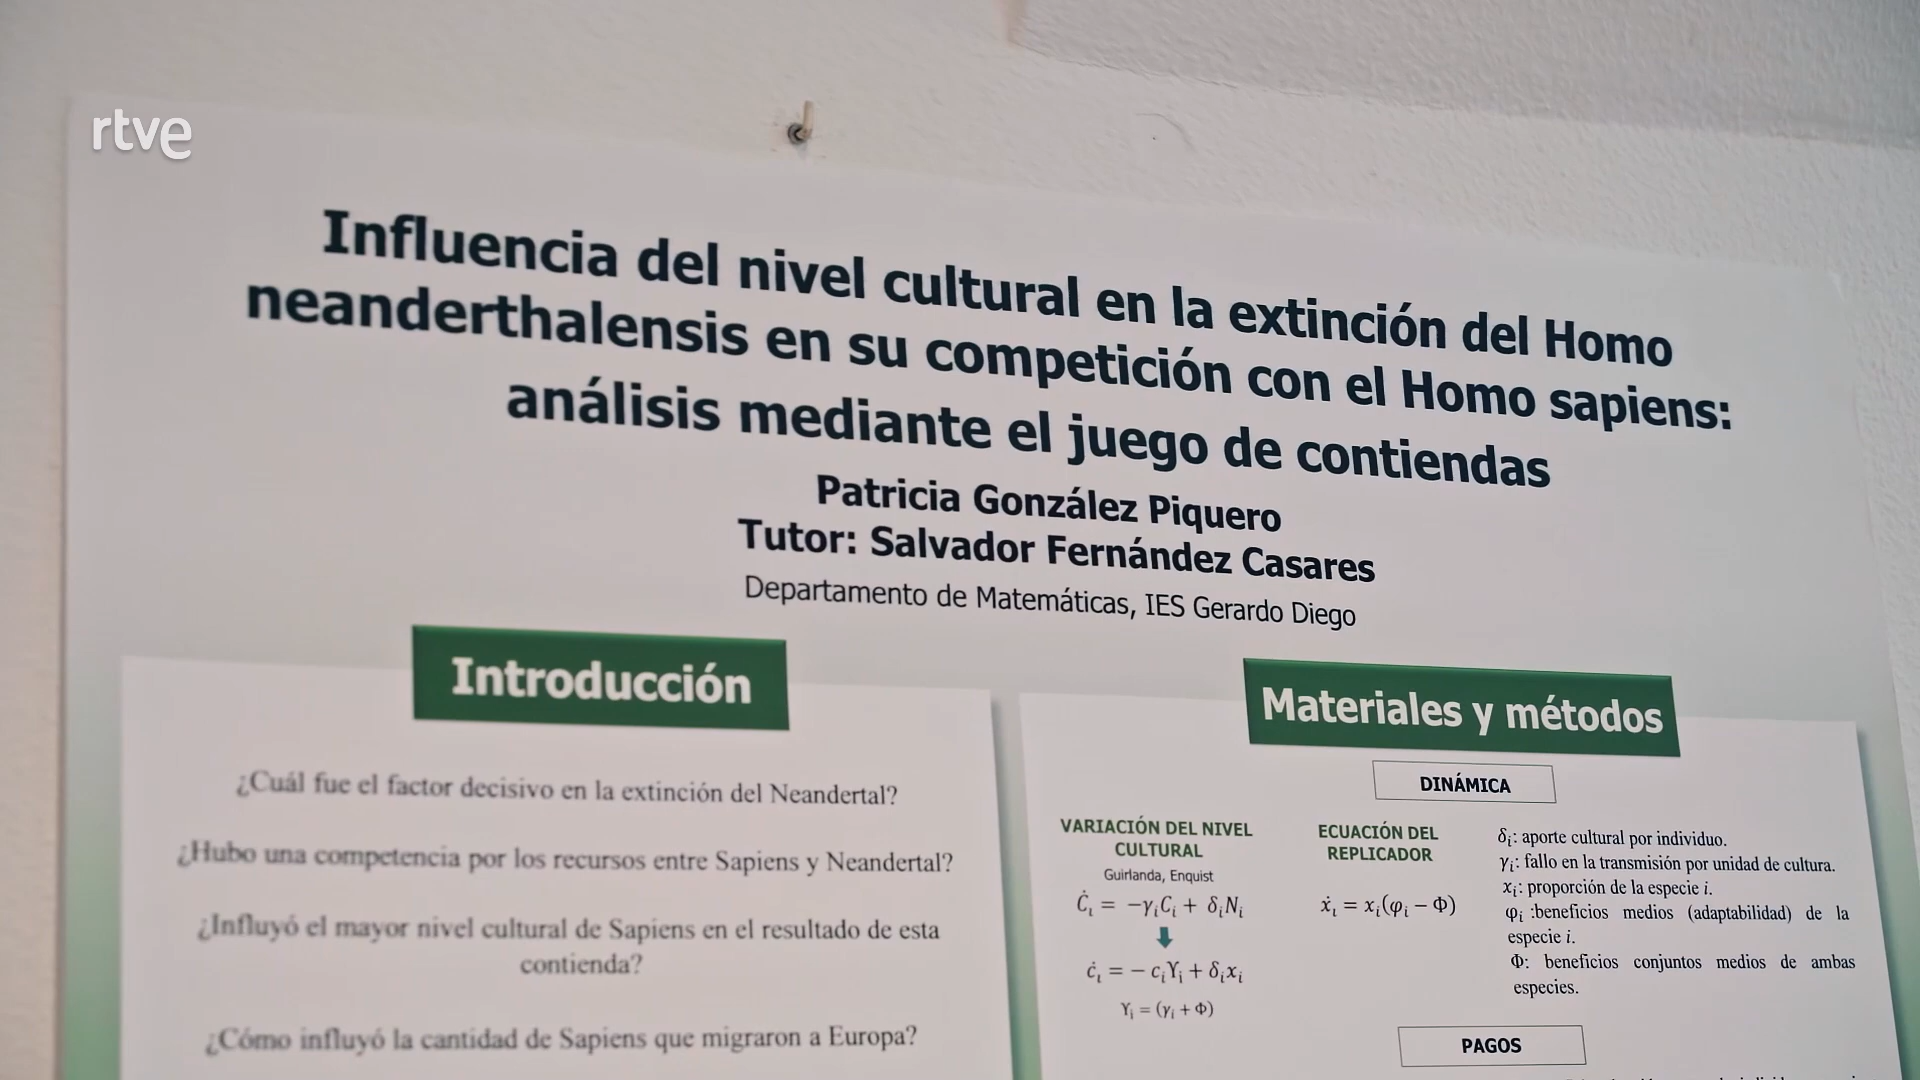 rtve
Influencia del nivel cultural en la extinción del Homo
neanderthalensis en su competición con el Homo sapiens:
análisis mediante el juego de contiendas
Patricia González Piquero
Tutor: Salvador Fernández Casares
Departamento de Matemáticas, IES Gerardo Diego
Introducción
¿Cuál fue el factor decisivo en la extinción del Neandertal?
¿Hubo una competencia por los recursos entre Sapiens y Neandertal?
¿Influyó el mayor nivel cultural de Sapiens en el resultado de esta
contienda?
¿Cómo influyó la cantidad de Sapiens que migraron a Europa?
Materiales y métodos
DINÁMICA
VARIACIÓN DEL NIVEL
CULTURAL
Guirlanda, Enquist
Ċᵢ = −γᵢCᵢ + δᵢNᵢ
ċᵢ = − cᵢϒᵢ + δᵢxᵢ
ϒᵢ = (γᵢ + Φ)
ECUACIÓN DEL
REPLICADOR
ẋᵢ = xᵢ(φᵢ − Φ)
δᵢ: aporte cultural por individuo.
γᵢ: fallo en la transmisión por unidad de cultura.
xᵢ: proporción de la especie i.
φᵢ :beneficios medios (adaptabilidad) de la
especie i.
Φ: beneficios conjuntos medios de ambas
especies.
PAGOS